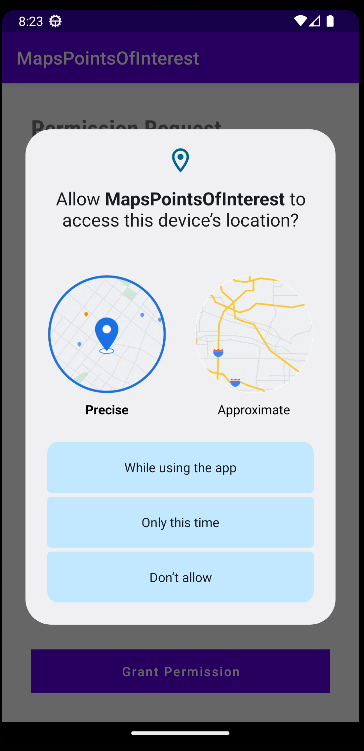 8:23
MapsPointsOfInterest
Permission Request
Allow MapsPointsOfInterest to
access this device's location?
Precise
Approximate
While using the app
Only this time
Don't allow
Grant Permission